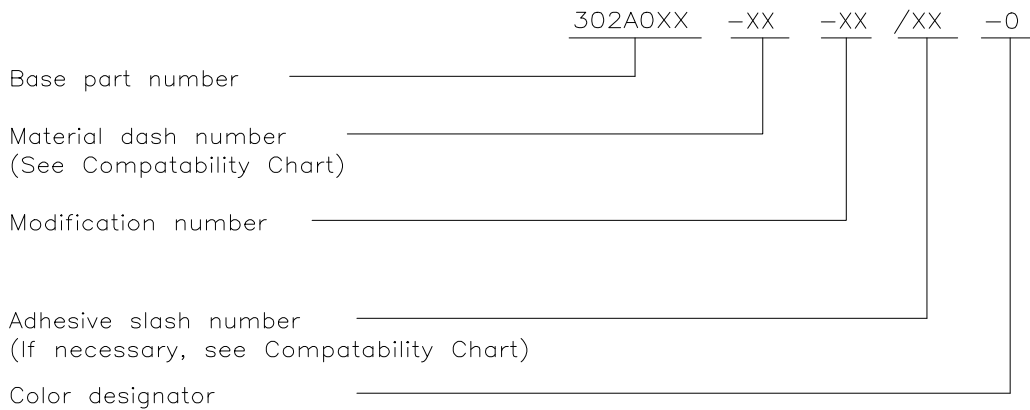 302A0XX -XX -XX /XX -0
Base part number
Material dash number
(See Compatability Chart)
Modification number
Adhesive slash number
(If necessary, see Compatability Chart)
Color designator